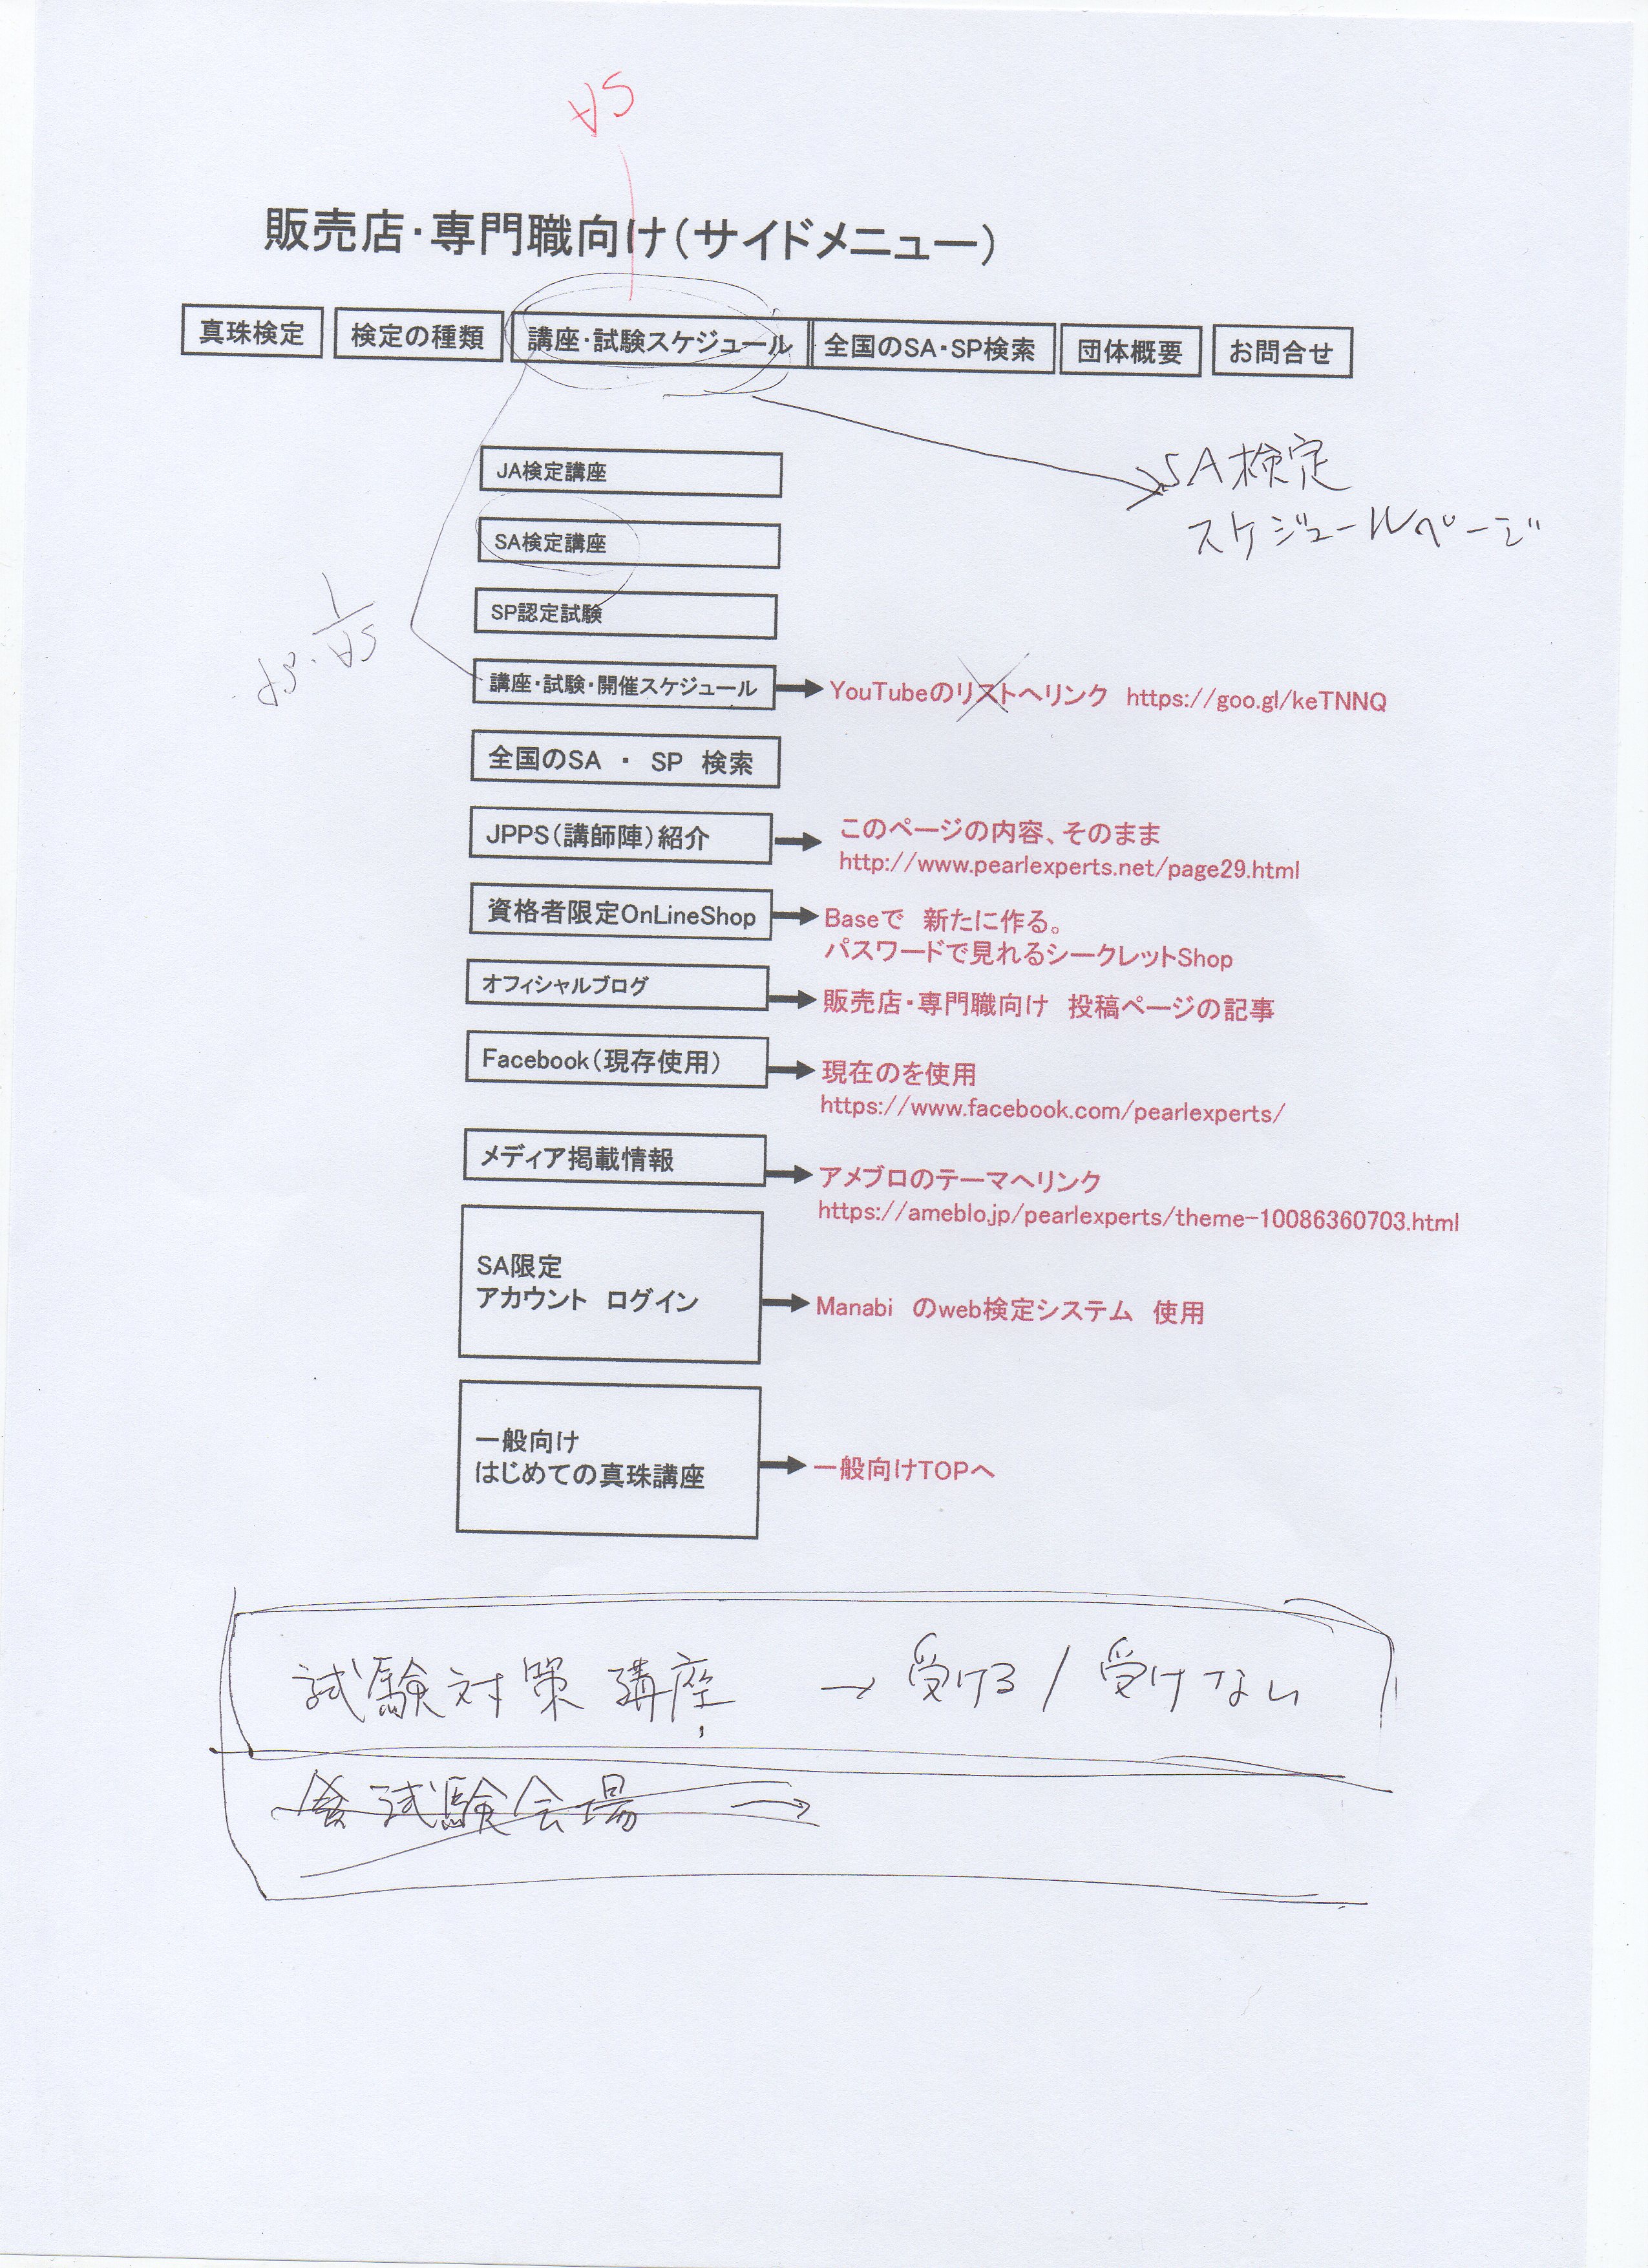 SA
販売店・専門職向け(サイドメニュー)
真珠検定 検定の種類 講座・試験スケジュール 全国のSA・SP検索 団体概要 お問合せ
JA検定講座
SA検定
スケジュールページ
SA検定講座
SP認定試験
SA・SP
講座・試験・開催スケジュール YouTubeのリストへリンク https://goo.gl/keTNNQ
全国のSA ・ SP 検索
JPPS(講師陣)紹介 このページの内容、そのまま
http://www.pearlexperts.net/page29.html
資格者限定OnLineShop Baseで 新たに作る。
パスワードで見れるシークレットShop
オフィシャルブログ 販売店・専門職向け 投稿ページの記事
Facebook(現存使用) 現在のを使用
https://www.facebook.com/pearlexperts/
メディア掲載情報 アメブロのテーマへリンク
https://ameblo.jp/pearlexperts/theme-10086360703.html
SA限定
アカウント ログイン Manabi のweb検定システム 使用
一般向け
はじめての真珠講座 一般向けTOPへ
試験対策講座 → 受ける / 受けない
試験会場 →